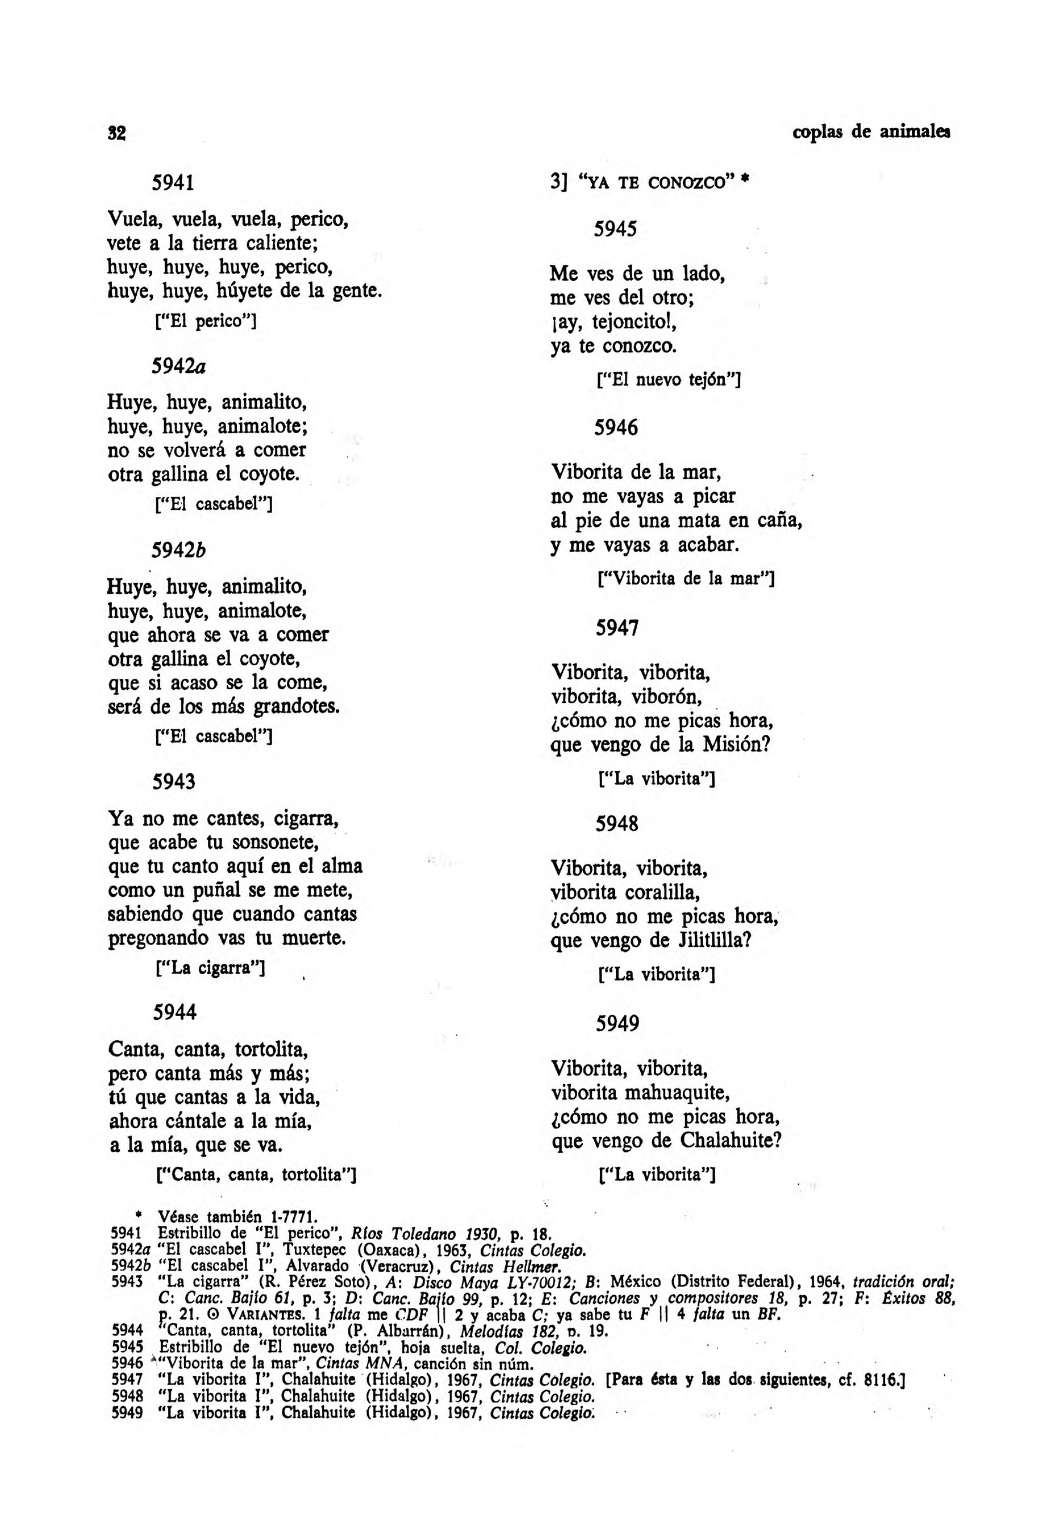 32
coplas de animales
5941
Vuela, vuela, vuela, perico,
vete a la tierra caliente;
huye, huye, huye, perico,
huye, huye, húyete de la gente.
["El perico"]
5942a
Huye, huye, animalito,
huye, huye, animalote;
no se volverá a comer
otra gallina el coyote.
["El cascabel"]
5942b
Huye, huye, animalito,
huye, huye, animalote,
que ahora se va a comer
otra gallina el coyote,
que si acaso se la come,
será de los más grandotes.
["El cascabel"]
5943
Ya no me cantes, cigarra,
que acabe tu sonsonete,
que tu canto aquí en el alma
como un puñal se me mete,
sabiendo que cuando cantas
pregonando vas tu muerte.
["La cigarra"]
5944
Canta, canta, tortolita,
pero canta más y más;
tú que cantas a la vida,
ahora cántale a la mía,
a la mía, que se va.
["Canta, canta, tortolita"]
3] "YA TE CONOZCO" *
5945
Me ves de un lado,
me ves del otro;
¡ay, tejoncito!,
ya te conozco.
["El nuevo tejón"]
5946
Viborita de la mar,
no me vayas a picar
al pie de una mata en caña,
y me vayas a acabar.
["Viborita de la mar"]
5947
Viborita, viborita,
viborita, viborón,
¿cómo no me picas hora,
que vengo de la Misión?
["La viborita"]
5948
Viborita, viborita,
viborita coralilla,
¿cómo no me picas hora,
que vengo de Jilitlilla?
["La viborita"]
5949
Viborita, viborita,
viborita mahuaquite,
¿cómo no me picas hora,
que vengo de Chalahuite?
["La viborita"]
* Véase también 1-7771.
5941 Estribillo de "El perico", Ríos Toledano 1930, p. 18.
5942a "El cascabel I", Tuxtepec (Oaxaca), 1963, Cintas Colegio.
5942b "El cascabel I", Alvarado (Veracruz), Cintas Hellmer.
5943 "La cigarra" (R. Pérez Soto), A: Disco Maya LY-70012; B: México (Distrito Federal), 1964, tradición oral;
C: Canc. Bajío 61, p. 3; D: Canc. Bajío 99, p. 12; E: Canciones y compositores 18, p. 27; F: Éxitos 88,
p. 21. ⊙ VARIANTES. 1 falta me CDF || 2 y acaba C; ya sabe tu F || 4 falta un BF.
5944 "Canta, canta, tortolita" (P. Albarrán), Melodías 182, p. 19.
5945 Estribillo de "El nuevo tejón", hoja suelta, Col. Colegio.
5946 "Viborita de la mar", Cintas MNA, canción sin núm.
5947 "La viborita I", Chalahuite (Hidalgo), 1967, Cintas Colegio. [Para ésta y las dos siguientes, cf. 8116.]
5948 "La viborita I", Chalahuite (Hidalgo), 1967, Cintas Colegio.
5949 "La viborita I", Chalahuite (Hidalgo), 1967, Cintas Colegio.